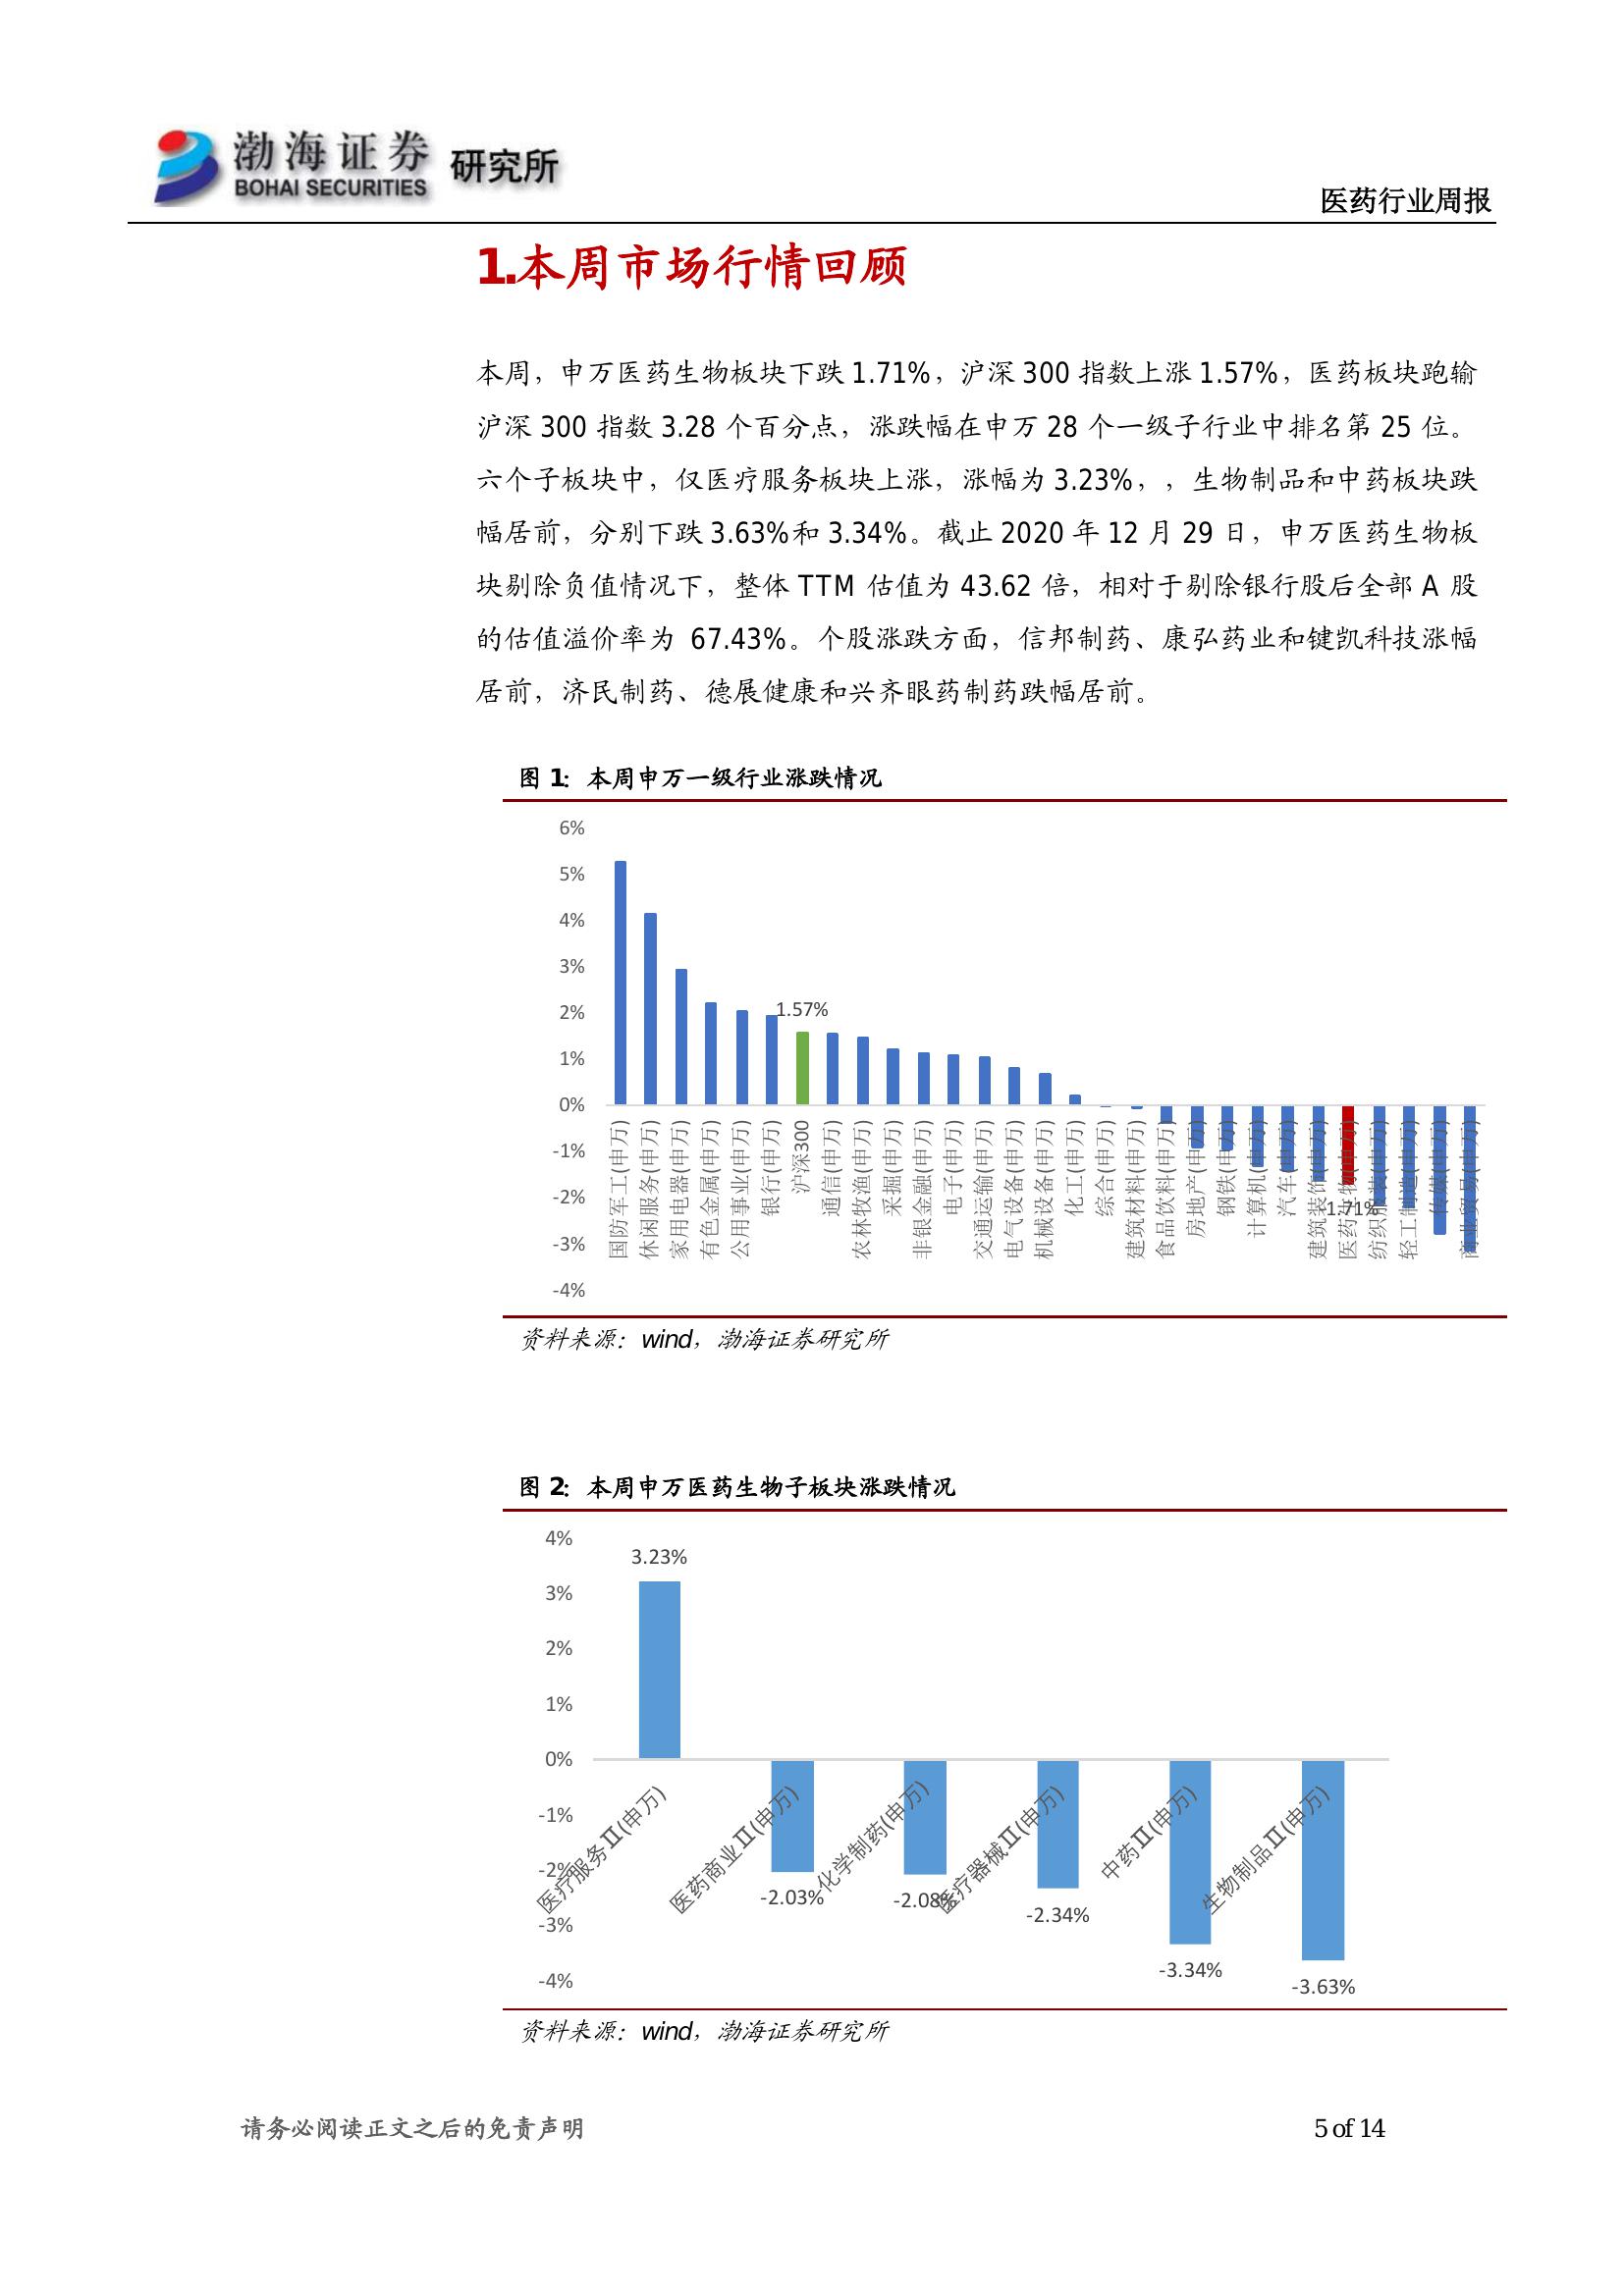 渤海证券
BOHAI SECURITIES
研究所
医药行业周报
1.本周市场行情回顾
本周，申万医药生物板块下跌 1.71%，沪深 300 指数上涨 1.57%，医药板块跑输
沪深 300 指数 3.28 个百分点，涨跌幅在申万 28 个一级子行业中排名第 25 位。
六个子板块中，仅医疗服务板块上涨，涨幅为 3.23%，，生物制品和中药板块跌
幅居前，分别下跌 3.63%和 3.34%。截止 2020 年 12 月 29 日，申万医药生物板
块剔除负值情况下，整体 TTM 估值为 43.62 倍，相对于剔除银行股后全部 A 股
的估值溢价率为 67.43%。个股涨跌方面，信邦制药、康弘药业和键凯科技涨幅
居前，济民制药、德展健康和兴齐眼药制药跌幅居前。
图 1：本周申万一级行业涨跌情况
6%
5%
4%
3%
2%
1%
0%
-1%
-2%
-3%
-4%
1.57%
-1.71%
国防军工(申万)
休闲服务(申万)
家用电器(申万)
有色金属(申万)
公用事业(申万)
银行(申万)
沪深300
通信(申万)
农林牧渔(申万)
采掘(申万)
非银金融(申万)
电子(申万)
交通运输(申万)
电气设备(申万)
机械设备(申万)
化工(申万)
综合(申万)
建筑材料(申万)
食品饮料(申万)
房地产(申万)
钢铁(申万)
计算机(申万)
汽车(申万)
建筑装饰(申万)
医药生物(申万)
纺织服装(申万)
轻工制造(申万)
传媒(申万)
商业贸易(申万)
资料来源：wind，渤海证券研究所
图 2：本周申万医药生物子板块涨跌情况
4%
3%
2%
1%
0%
-1%
-2%
-3%
-4%
3.23%
-2.03%
-2.08%
-2.34%
-3.34%
-3.63%
医疗服务Ⅱ(申万)
医药商业Ⅱ(申万)
化学制药(申万)
医疗器械Ⅱ(申万)
中药Ⅱ(申万)
生物制品Ⅱ(申万)
资料来源：wind，渤海证券研究所
请务必阅读正文之后的免责声明
5 of 14